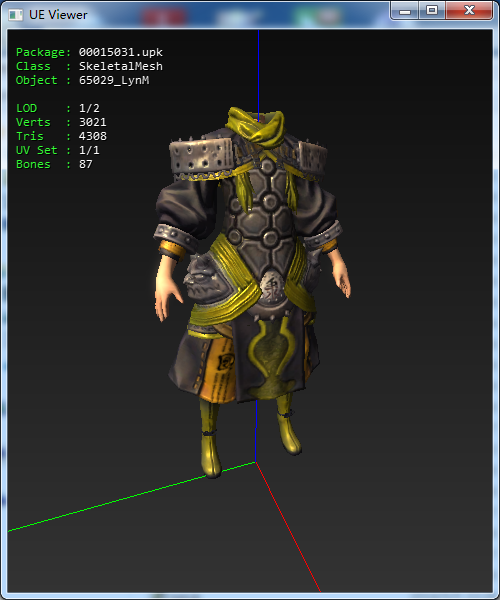 UE Viewer
Package: 00015031.upk
Class : SkeletalMesh
Object : 65029_LynM
LOD : 1/2
Verts : 3021
Tris : 4308
UV Set : 1/1
Bones : 87